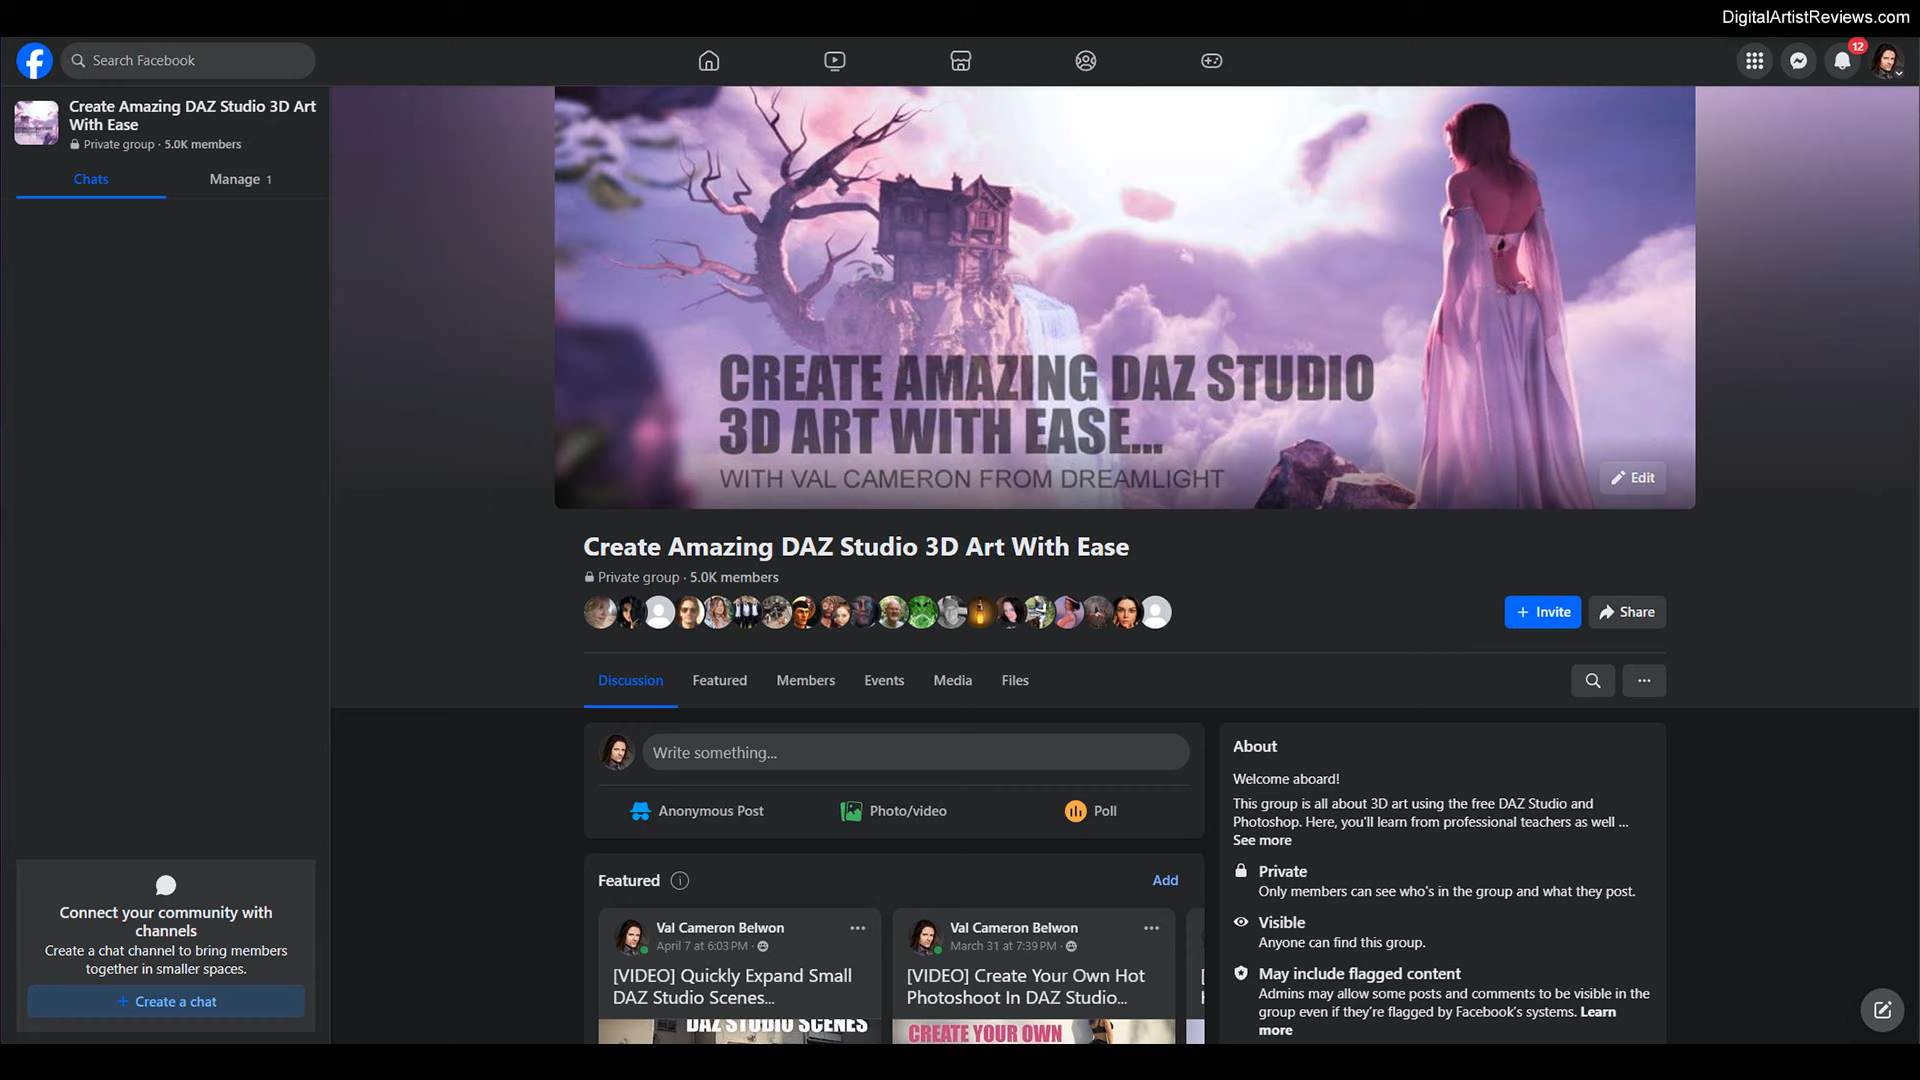 DigitalArtistReviews.com
Search Facebook
12
Create Amazing DAZ Studio 3D Art
With Ease
Private group · 5.0K members
Chats
Manage 1
CREATE AMAZING DAZ STUDIO
3D ART WITH EASE...
WITH VAL CAMERON FROM DREAMLIGHT
Edit
Create Amazing DAZ Studio 3D Art With Ease
Private group · 5.0K members
+ Invite
Share
Discussion
Featured
Members
Events
Media
Files
Write something...
Anonymous Post
Photo/video
Poll
Featured
Add
Val Cameron Belwon
April 7 at 6:03 PM ·
[VIDEO] Quickly Expand Small
DAZ Studio Scenes...
DAZ STUDIO SCENES
Val Cameron Belwon
March 31 at 7:39 PM ·
[VIDEO] Create Your Own Hot
Photoshoot In DAZ Studio...
CREATE YOUR OWN
About
Welcome aboard!
This group is all about 3D art using the free DAZ Studio and
Photoshop. Here, you'll learn from professional teachers as well ...
See more
Private
Only members can see who's in the group and what they post.
Visible
Anyone can find this group.
May include flagged content
Admins may allow some posts and comments to be visible in the
group even if they're flagged by Facebook's systems. Learn
more
Connect your community with
channels
Create a chat channel to bring members
together in smaller spaces.
+ Create a chat